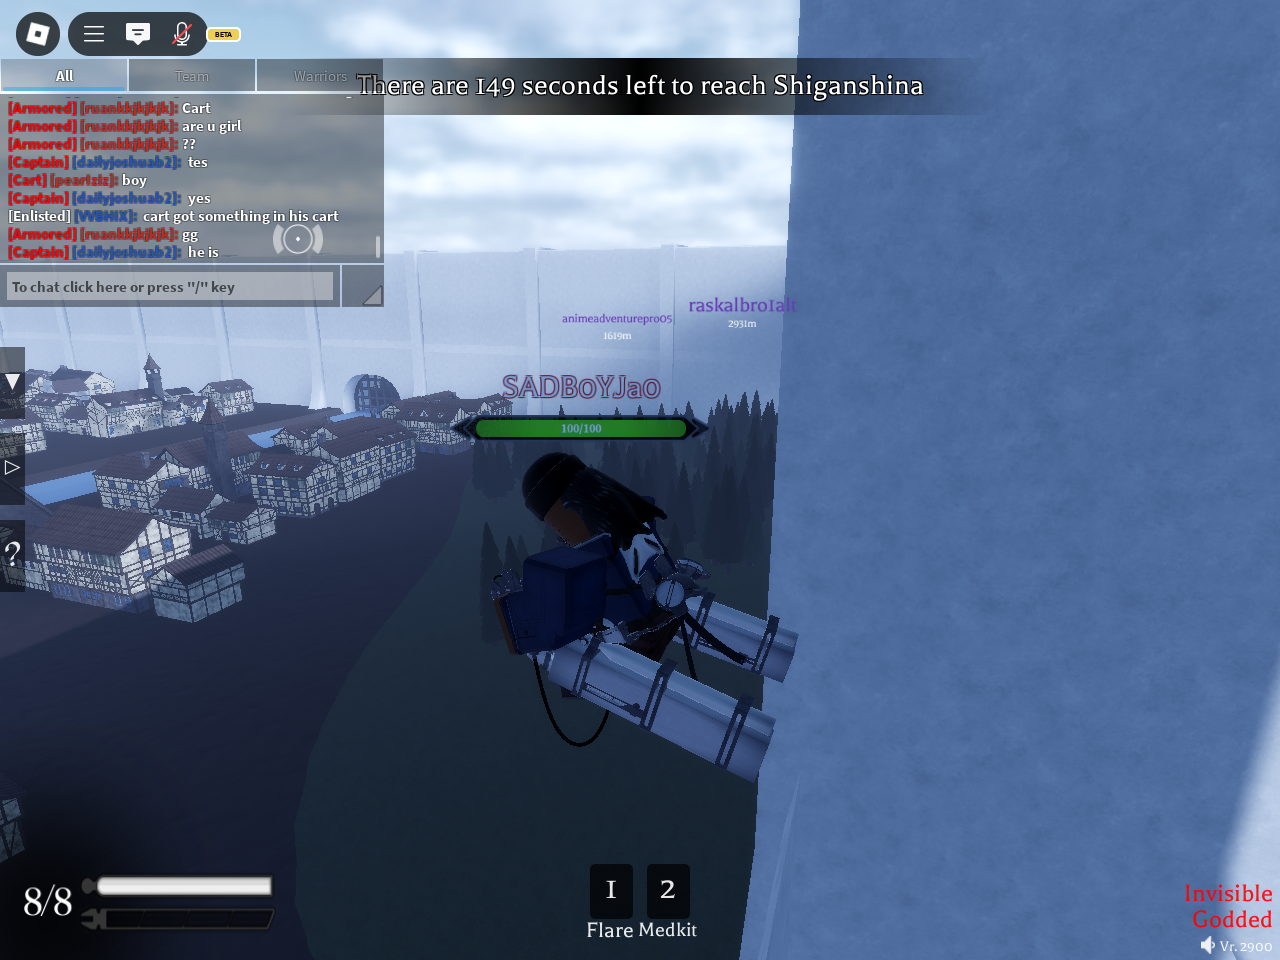 BETA
All
Team
Warriors
There are 149 seconds left to reach Shiganshina
[Armored] [ruankkjkjkjk]: Cart
[Armored] [ruankkjkjkjk]: are u girl
[Armored] [ruankkjkjkjk]: ??
[Captain] [dailyjoshuab2]: tes
[Cart] [pearlziz]: boy
[Captain] [dailyjoshuab2]: yes
[Enlisted] [VVBHIX]: cart got something in his cart
[Armored] [ruankkjkjkjk]: gg
[Captain] [dailyjoshuab2]: he is
To chat click here or press "/" key
raskalbro1alt
2931m
animeadventurepro05
1619m
SADBoYJao
100/100
?
8/8
1
2
Flare
Medkit
Invisible
Godded
Vr. 2900